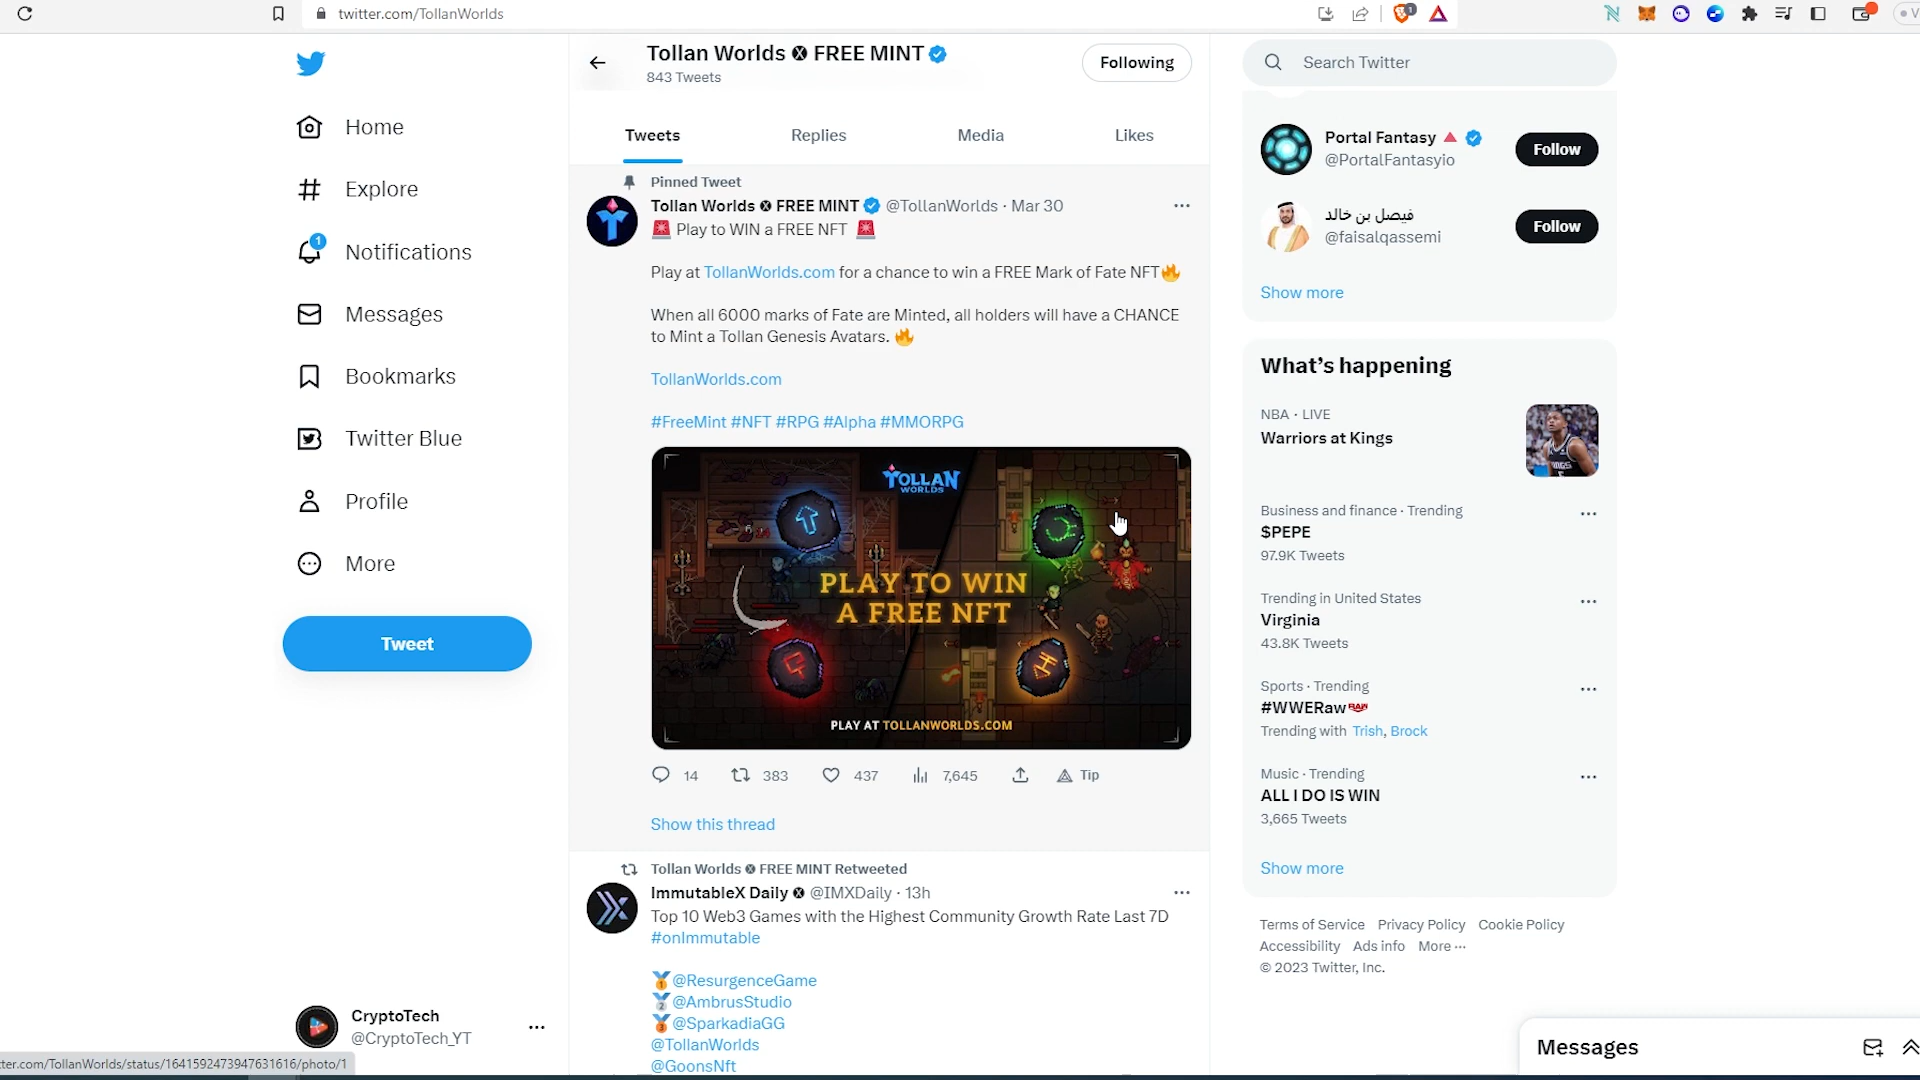 twitter.com/TollanWorlds
1
Tollan Worlds FREE MINT
843 Tweets
Following
Search Twitter
Home
Explore
1
Notifications
Messages
Bookmarks
Twitter Blue
Profile
More
Tweet
CryptoTech
@CryptoTech_YT
tter.com/TollanWorlds/status/1641592473947631616/photo/1
Tweets
Replies
Media
Likes
Pinned Tweet
Tollan Worlds FREE MINT @TollanWorlds · Mar 30
🚨 Play to WIN a FREE NFT 🚨
Play at TollanWorlds.com for a chance to win a FREE Mark of Fate NFT🔥
When all 6000 marks of Fate are Minted, all holders will have a CHANCE
to Mint a Tollan Genesis Avatars. 🔥
TollanWorlds.com
#FreeMint #NFT #RPG #Alpha #MMORPG
TOLLAN
WORLDS
PLAY TO WIN
A FREE NFT
PLAY AT TOLLANWORLDS.COM
14
383
437
7,645
Tip
Show this thread
Tollan Worlds FREE MINT Retweeted
ImmutableX Daily @IMXDaily · 13h
Top 10 Web3 Games with the Highest Community Growth Rate Last 7D
#onImmutable
🥇@ResurgenceGame
🥈@AmbrusStudio
🥉@SparkadiaGG
@TollanWorlds
@GoonsNft
Portal Fantasy
@PortalFantasyio
Follow
فيصل بن خالد
@faisalqassemi
Follow
Show more
What's happening
NBA · LIVE
Warriors at Kings
Business and finance · Trending
$PEPE
97.9K Tweets
Trending in United States
Virginia
43.8K Tweets
Sports · Trending
#WWERaw
Trending with Trish, Brock
Music · Trending
ALL I DO IS WIN
3,665 Tweets
Show more
Terms of Service Privacy Policy Cookie Policy
Accessibility Ads info More ···
© 2023 Twitter, Inc.
Messages